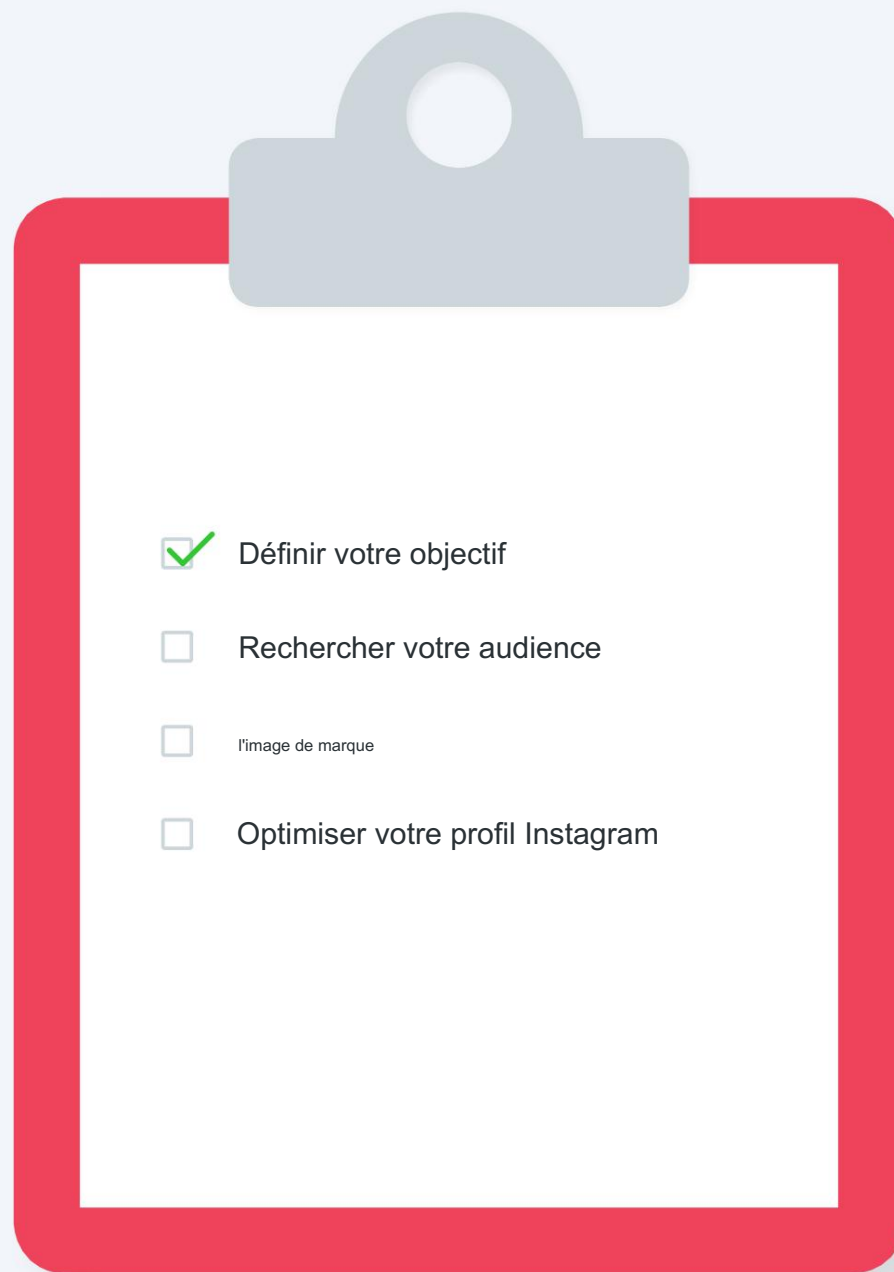 Définir votre objectif
Rechercher votre audience
l'image de marque
Optimiser votre profil Instagram